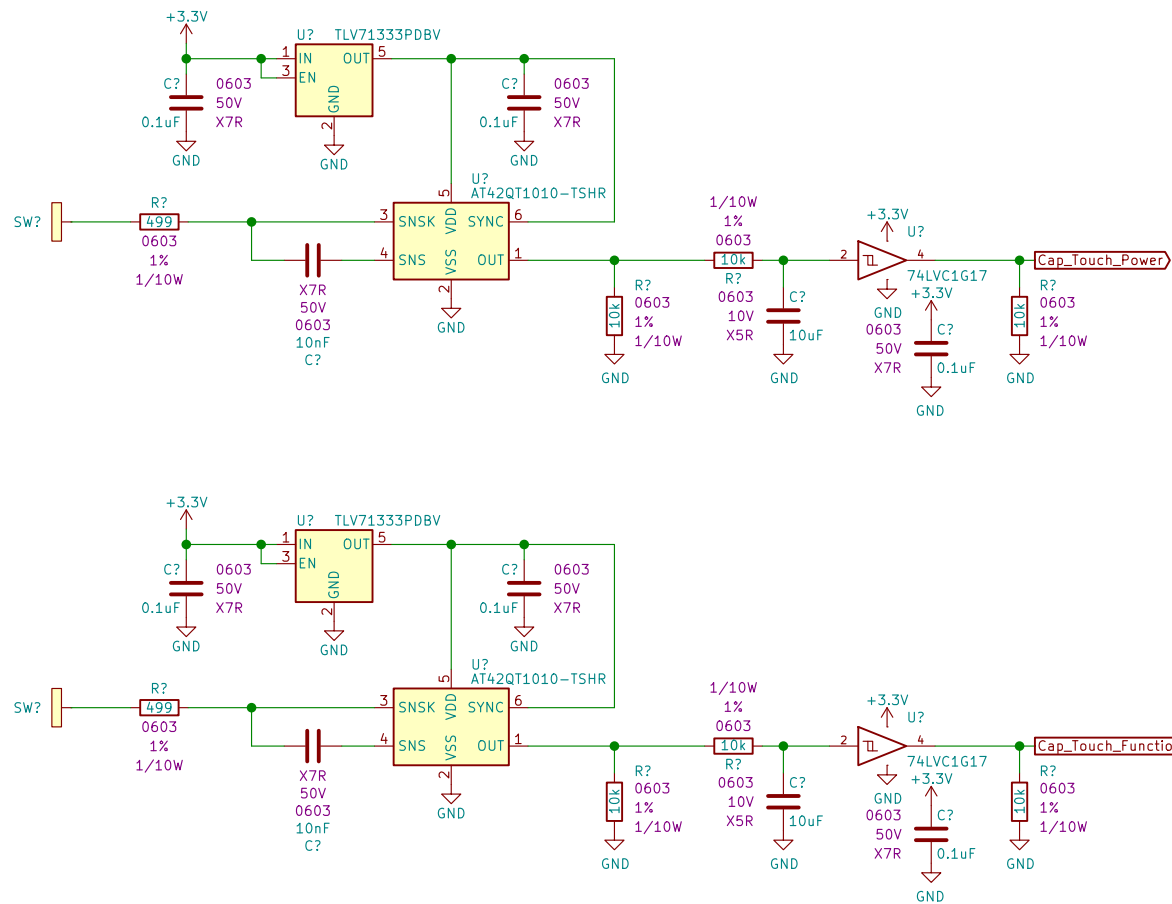 +3.3V
U? TLV71333PDBV
1 IN OUT 5
3 EN
GND
2
GND
C? 0603
50V
0.1uF X7R
GND
C? 0603
50V
0.1uF X7R
GND
U?
AT42QT1010-TSHR
5
3 SNSK VDD SYNC 6
4 SNS VSS OUT 1
2
GND
SW?
R?
499
0603
1%
1/10W
X7R
50V
0603
10nF
C?
R?
10k 0603
1%
1/10W
GND
1/10W
1%
0603
10k
R?
0603 C?
10V
X5R 10uF
GND
+3.3V
U?
2 4
74LVC1G17
GND
+3.3V
0603 C?
50V
X7R 0.1uF
GND
Cap_Touch_Power
R?
10k 0603
1%
1/10W
GND
+3.3V
U? TLV71333PDBV
1 IN OUT 5
3 EN
GND
2
GND
C? 0603
50V
0.1uF X7R
GND
C? 0603
50V
0.1uF X7R
GND
U?
AT42QT1010-TSHR
5
3 SNSK VDD SYNC 6
4 SNS VSS OUT 1
2
GND
SW?
R?
499
0603
1%
1/10W
X7R
50V
0603
10nF
C?
R?
10k 0603
1%
1/10W
GND
1/10W
1%
0603
10k
R?
0603 C?
10V
X5R 10uF
GND
+3.3V
U?
2 4
74LVC1G17
GND
+3.3V
0603 C?
50V
X7R 0.1uF
GND
Cap_Touch_Functio
R?
10k 0603
1%
1/10W
GND